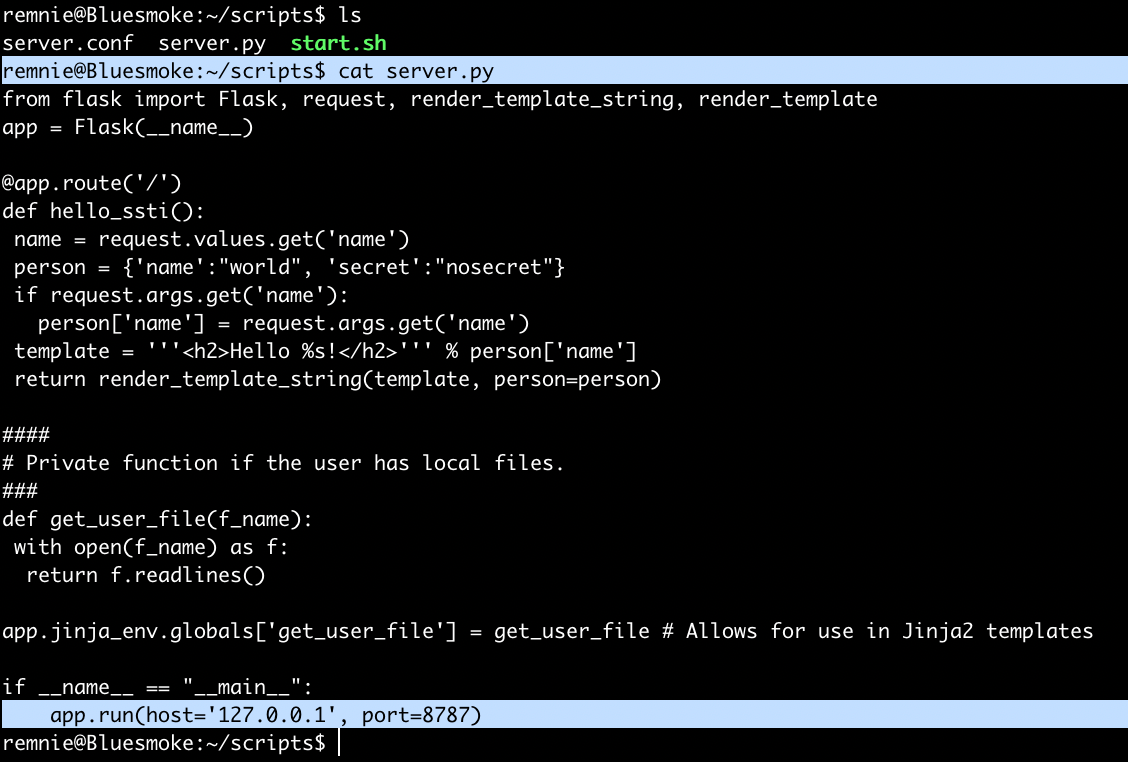 remnie@Bluesmoke:~/scripts$ ls
server.conf  server.py  start.sh
remnie@Bluesmoke:~/scripts$ cat server.py
from flask import Flask, request, render_template_string, render_template
app = Flask(__name__)

@app.route('/')
def hello_ssti():
 name = request.values.get('name')
 person = {'name':"world", 'secret':"nosecret"}
 if request.args.get('name'):
   person['name'] = request.args.get('name')
 template = '''<h2>Hello %s!</h2>''' % person['name']
 return render_template_string(template, person=person)

####
# Private function if the user has local files.
###
def get_user_file(f_name):
 with open(f_name) as f:
  return f.readlines()

app.jinja_env.globals['get_user_file'] = get_user_file # Allows for use in Jinja2 templates

if __name__ == "__main__":
    app.run(host='127.0.0.1', port=8787)
remnie@Bluesmoke:~/scripts$